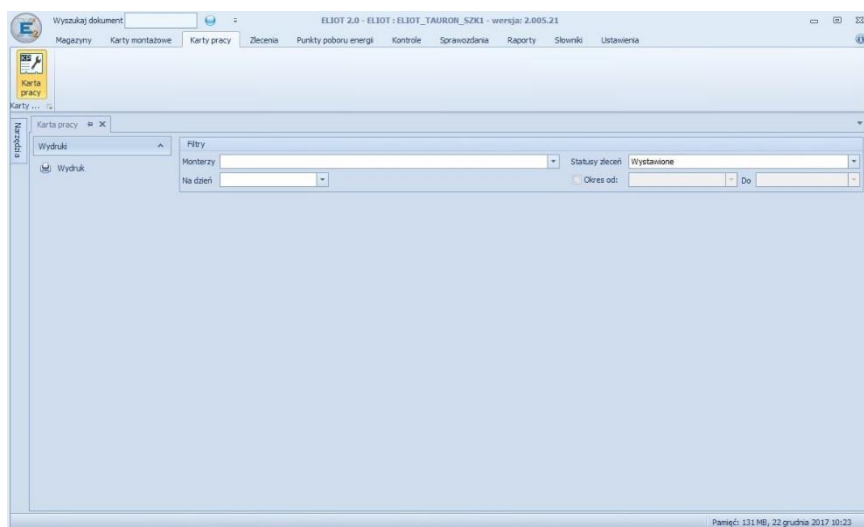 Wyszukaj dokument
ELIOT 2.0 - ELIOT : ELIOT_TAURON_SZK1 - wersja: 2.005.21
E2
Magazyny Karty montażowe Karty pracy Zlecenia Punkty poboru energii Kontrole Sprawozdania Raporty Słowniki Ustawienia
KP
Karta
pracy
Karty ...
Narzędzia
Karta pracy
Wydruki
Wydruk
Filtry
Monterzy
Statusy zleceń Wystawione
Na dzień
Okres od: Do
Pamięć: 131 MB, 22 grudnia 2017 10:23